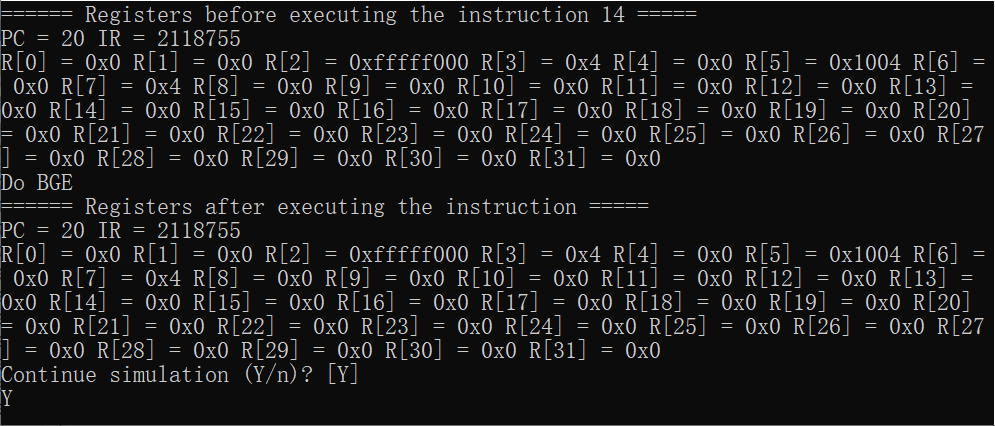 ====== Registers before executing the instruction 14 =====
PC = 20 IR = 2118755
R[0] = 0x0 R[1] = 0x0 R[2] = 0xfffff000 R[3] = 0x4 R[4] = 0x0 R[5] = 0x1004 R[6] =
 0x0 R[7] = 0x4 R[8] = 0x0 R[9] = 0x0 R[10] = 0x0 R[11] = 0x0 R[12] = 0x0 R[13] =
0x0 R[14] = 0x0 R[15] = 0x0 R[16] = 0x0 R[17] = 0x0 R[18] = 0x0 R[19] = 0x0 R[20]
= 0x0 R[21] = 0x0 R[22] = 0x0 R[23] = 0x0 R[24] = 0x0 R[25] = 0x0 R[26] = 0x0 R[27
] = 0x0 R[28] = 0x0 R[29] = 0x0 R[30] = 0x0 R[31] = 0x0
Do BGE
====== Registers after executing the instruction =====
PC = 20 IR = 2118755
R[0] = 0x0 R[1] = 0x0 R[2] = 0xfffff000 R[3] = 0x4 R[4] = 0x0 R[5] = 0x1004 R[6] =
 0x0 R[7] = 0x4 R[8] = 0x0 R[9] = 0x0 R[10] = 0x0 R[11] = 0x0 R[12] = 0x0 R[13] =
0x0 R[14] = 0x0 R[15] = 0x0 R[16] = 0x0 R[17] = 0x0 R[18] = 0x0 R[19] = 0x0 R[20]
= 0x0 R[21] = 0x0 R[22] = 0x0 R[23] = 0x0 R[24] = 0x0 R[25] = 0x0 R[26] = 0x0 R[27
] = 0x0 R[28] = 0x0 R[29] = 0x0 R[30] = 0x0 R[31] = 0x0
Continue simulation (Y/n)? [Y]
Y